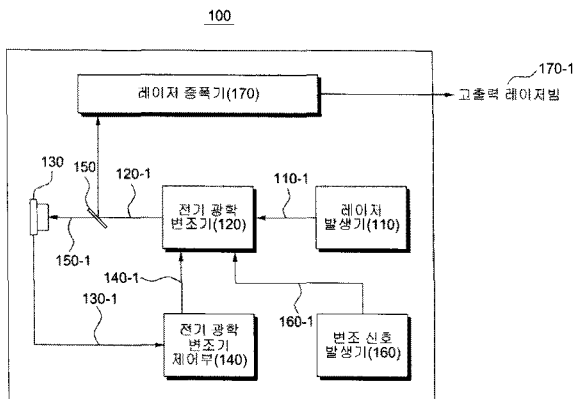 100
170-1
레이저 증폭기(170)
고출력 레이저빔
130
150
120-1
110-1
전기 광학
변조기(120)
레이저
발생기(110)
150-1
140-1
130-1
160-1
전기 광학
변조기
제어부(140)
변조 신호
발생기(160)